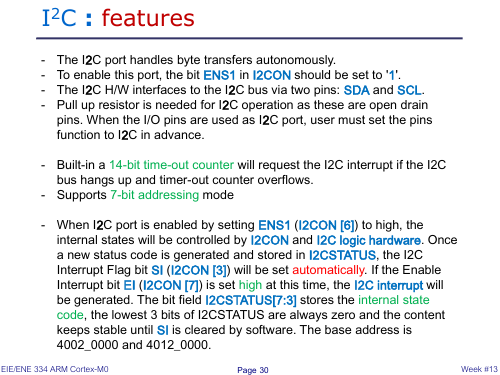 I²C : features
- The I2C port handles byte transfers autonomously.
- To enable this port, the bit ENS1 in I2CON should be set to '1'.
- The I2C H/W interfaces to the I2C bus via two pins: SDA and SCL.
- Pull up resistor is needed for I2C operation as these are open drain
pins. When the I/O pins are used as I2C port, user must set the pins
function to I2C in advance.
- Built-in a 14-bit time-out counter will request the I2C interrupt if the I2C
bus hangs up and timer-out counter overflows.
- Supports 7-bit addressing mode
- When I2C port is enabled by setting ENS1 (I2CON [6]) to high, the
internal states will be controlled by I2CON and I2C logic hardware. Once
a new status code is generated and stored in I2CSTATUS, the I2C
Interrupt Flag bit SI (I2CON [3]) will be set automatically. If the Enable
Interrupt bit EI (I2CON [7]) is set high at this time, the I2C interrupt will
be generated. The bit field I2CSTATUS[7:3] stores the internal state
code, the lowest 3 bits of I2CSTATUS are always zero and the content
keeps stable until SI is cleared by software. The base address is
4002_0000 and 4012_0000.
EIE/ENE 334 ARM Cortex-M0
Page 30
Week #13